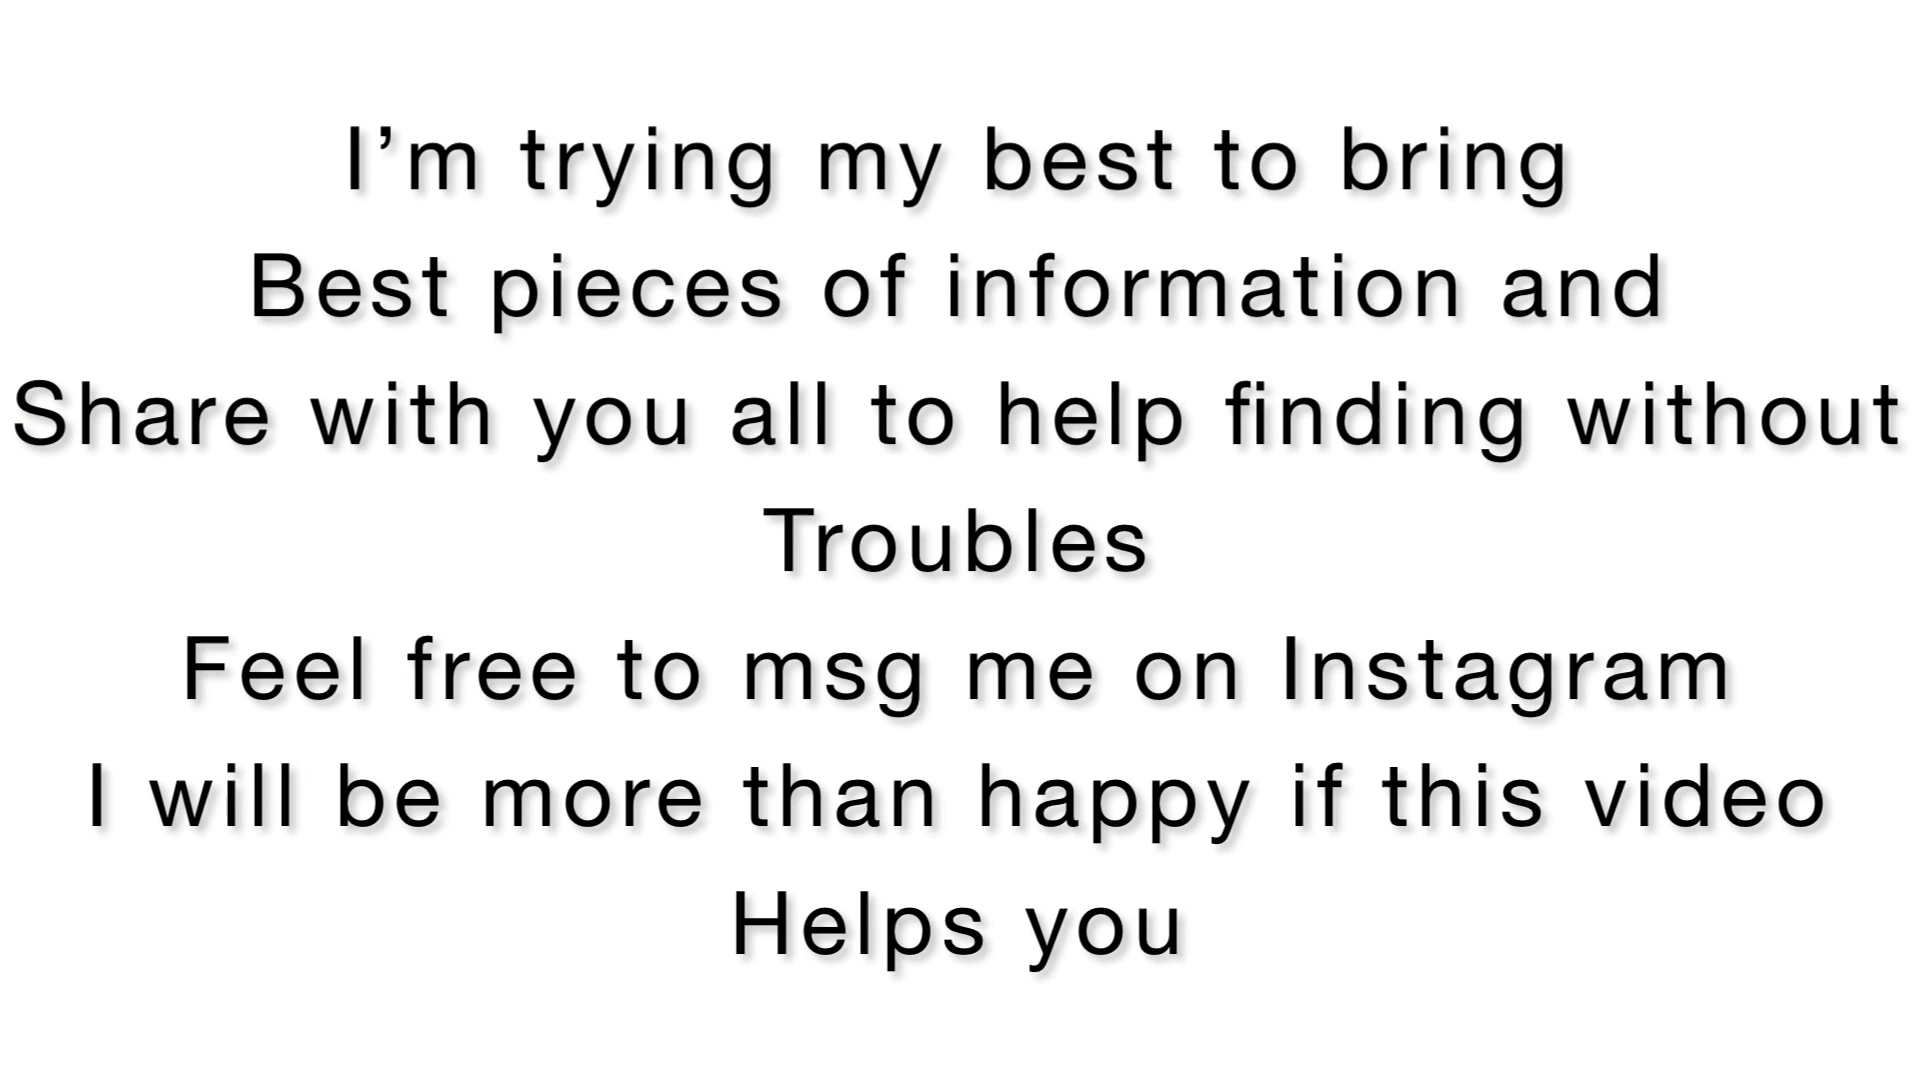 I’m trying my best to bring
Best pieces of information and
Share with you all to help finding without
Troubles
Feel free to msg me on Instagram
I will be more than happy if this video
Helps you